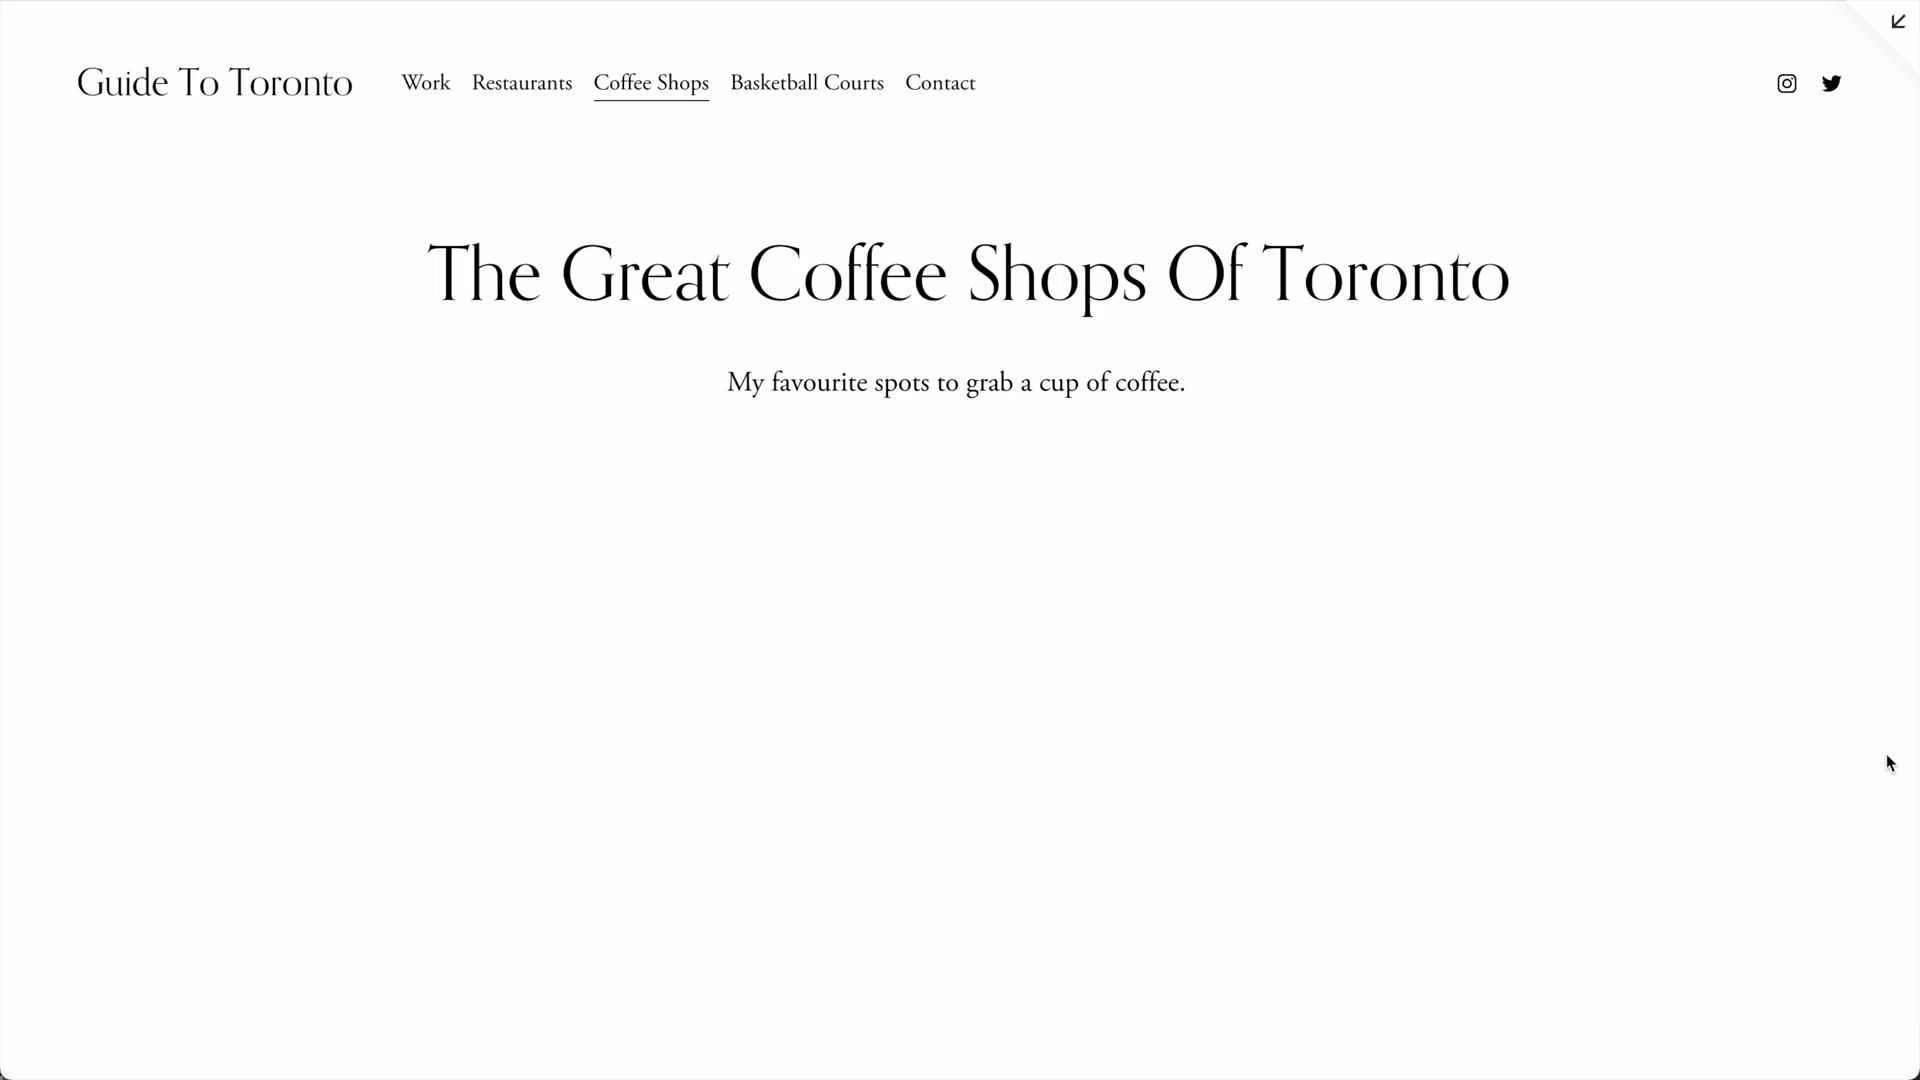 Guide To Toronto
Work Restaurants Coffee Shops Basketball Courts Contact
The Great Coffee Shops Of Toronto
My favourite spots to grab a cup of coffee.